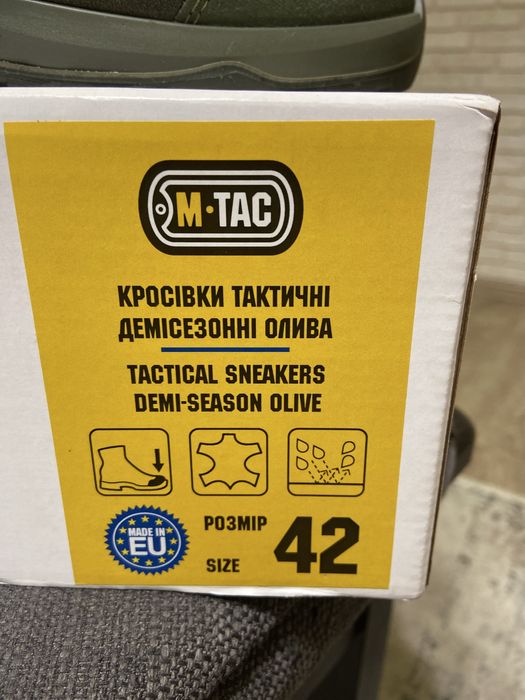 M·TAC
КРОСІВКИ ТАКТИЧНІ
ДЕМІСЕЗОННІ ОЛИВА
TACTICAL SNEAKERS
DEMI-SEASON OLIVE
MADE IN
EU
РОЗМІР
SIZE
42